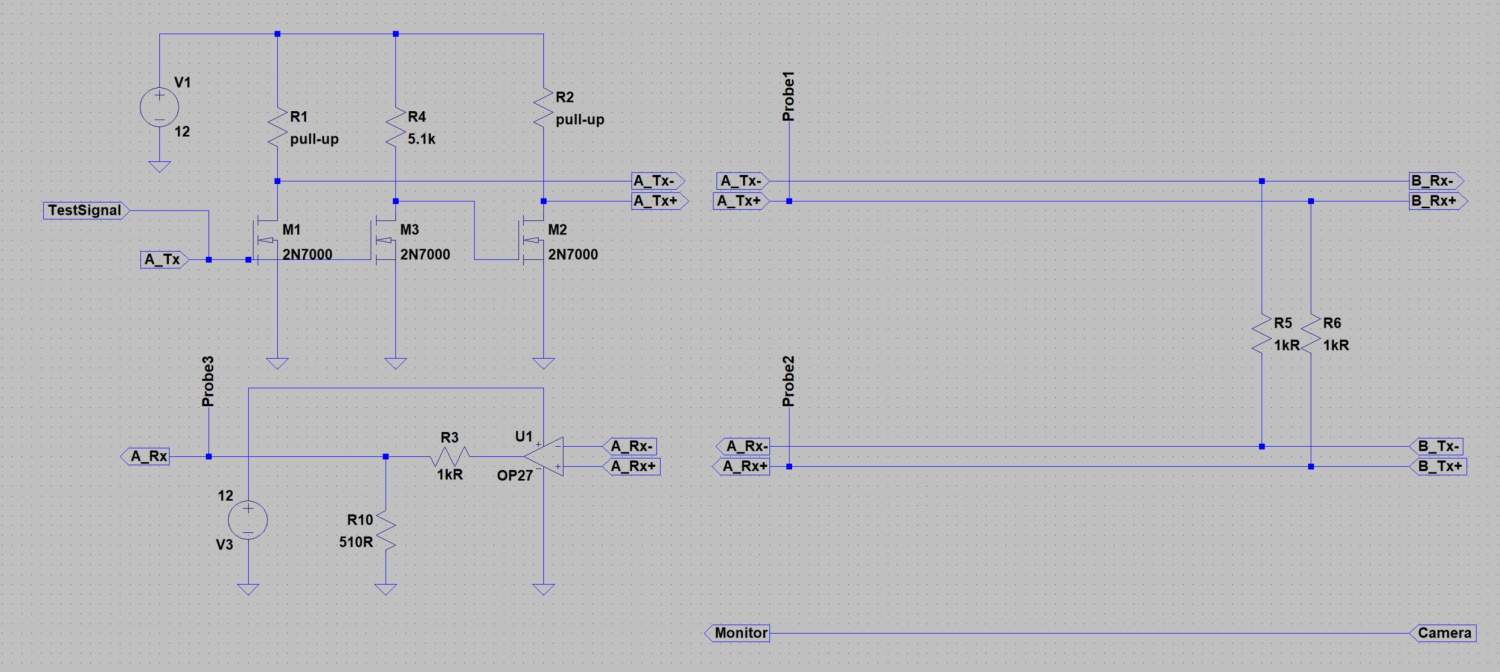 V1
12
R1
pull-up
R4
5.1k
R2
pull-up
Probe1
A_Tx-
A_Tx+
A_Tx-
A_Tx+
B_Rx-
B_Rx+
TestSignal
A_Tx
M1
2N7000
M3
2N7000
M2
2N7000
R5
1kR
R6
1kR
Probe3
Probe2
A_Rx
R3
1kR
U1
+
-
OP27
-
+
A_Rx-
A_Rx+
A_Rx-
A_Rx+
B_Tx-
B_Tx+
12
V3
R10
510R
Monitor
Camera